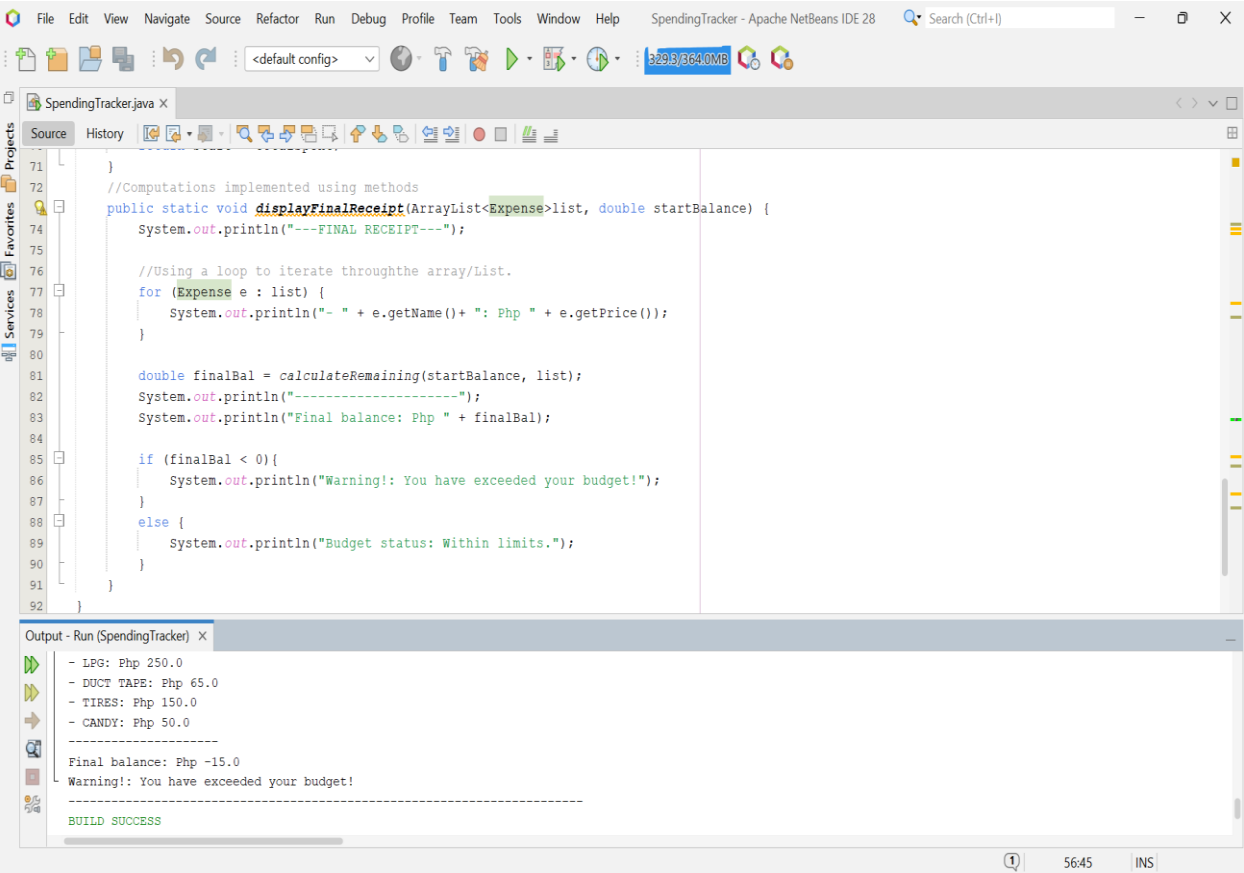 File Edit View Navigate Source Refactor Run Debug Profile Team Tools Window Help SpendingTracker - Apache NetBeans IDE 28 Search (Ctrl+I)
<default config> 329.3/364.0MB
SpendingTracker.java
Source History
Projects
Favorites
Services
71 }
72 //Computations implemented using methods
public static void displayFinalReceipt(ArrayList<Expense>list, double startBalance) {
74 System.out.println("---FINAL RECEIPT---");
75
76 //Using a loop to iterate throughthe array/List.
77 for (Expense e : list) {
78 System.out.println("- " + e.getName()+ ": Php " + e.getPrice());
79 }
80
81 double finalBal = calculateRemaining(startBalance, list);
82 System.out.println("---------------------");
83 System.out.println("Final balance: Php " + finalBal);
84
85 if (finalBal < 0){
86 System.out.println("Warning!: You have exceeded your budget!");
87 }
88 else {
89 System.out.println("Budget status: Within limits.");
90 }
91 }
92 }
Output - Run (SpendingTracker)
- LPG: Php 250.0
- DUCT TAPE: Php 65.0
- TIRES: Php 150.0
- CANDY: Php 50.0
---------------------
Final balance: Php -15.0
Warning!: You have exceeded your budget!
------------------------------------------------------------------------
BUILD SUCCESS
1 56:45 INS